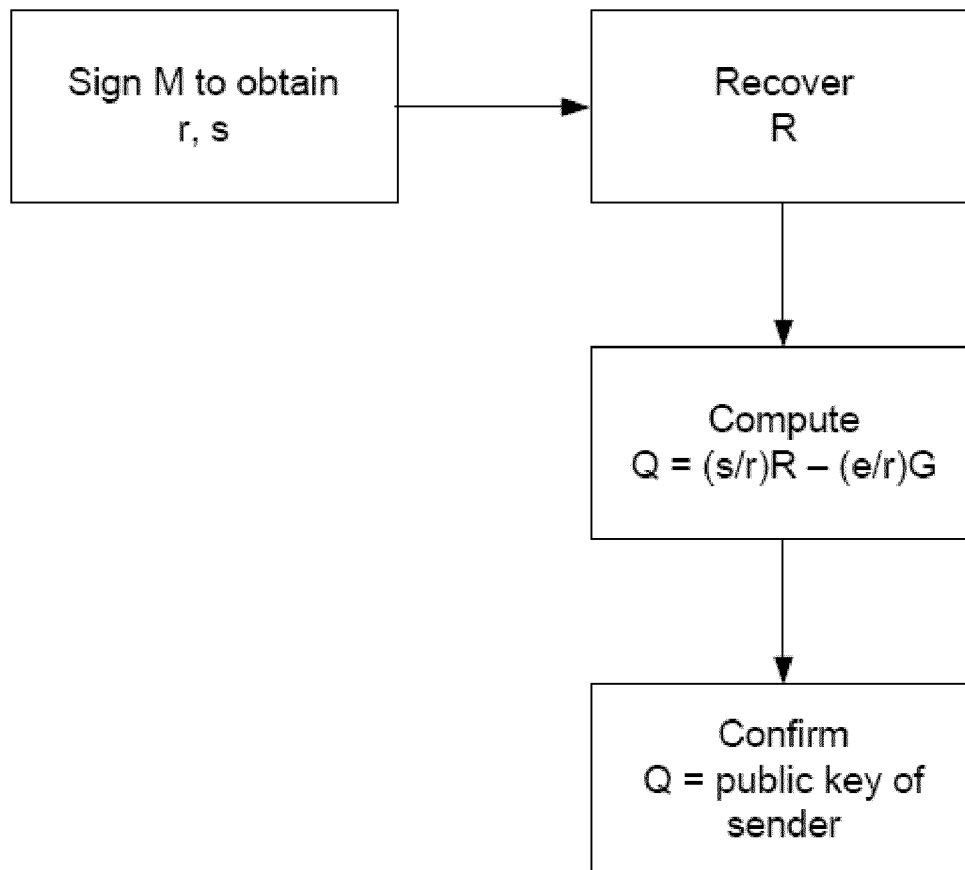 Sign M to obtain
r, s
Recover
R
Compute
Q = (s/r)R – (e/r)G
Confirm
Q = public key of
sender